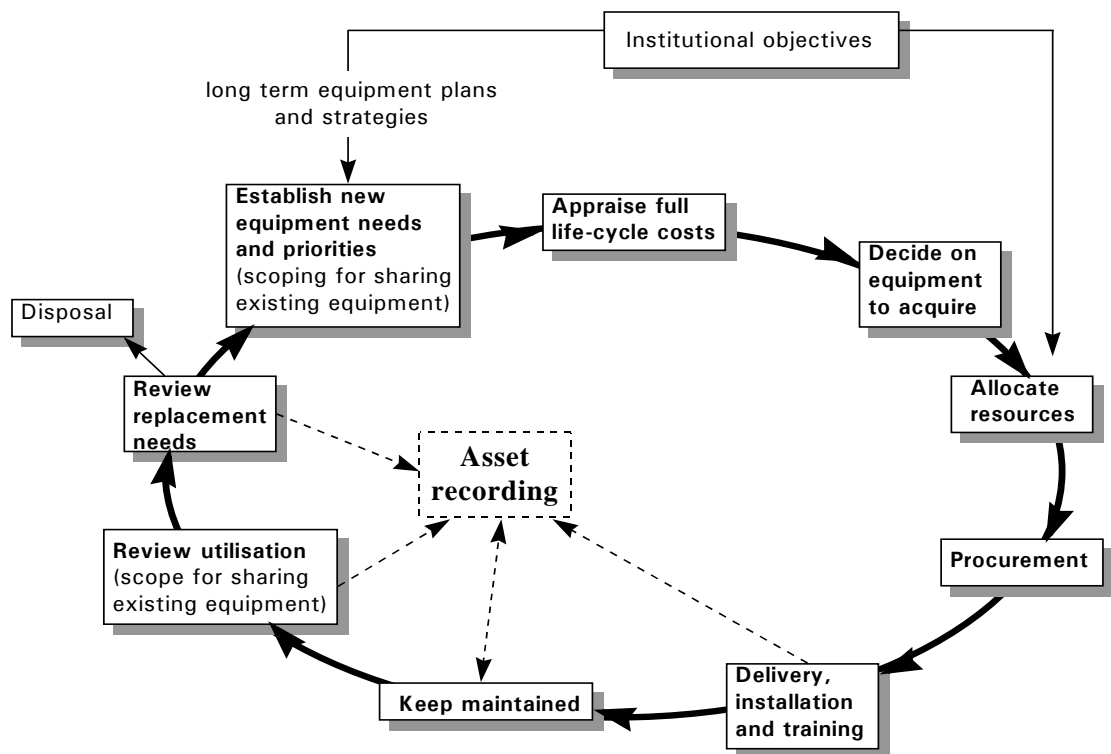 Institutional objectives
long term equipment plans
and strategies
Establish new
equipment needs
and priorities
(scoping for sharing
existing equipment)
Appraise full
life-cycle costs
Decide on
equipment
to acquire
Disposal
Review
replacement
needs
Allocate
resources
Asset
recording
Review utilisation
(scope for sharing
existing equipment)
Procurement
Keep maintained
Delivery,
installation
and training